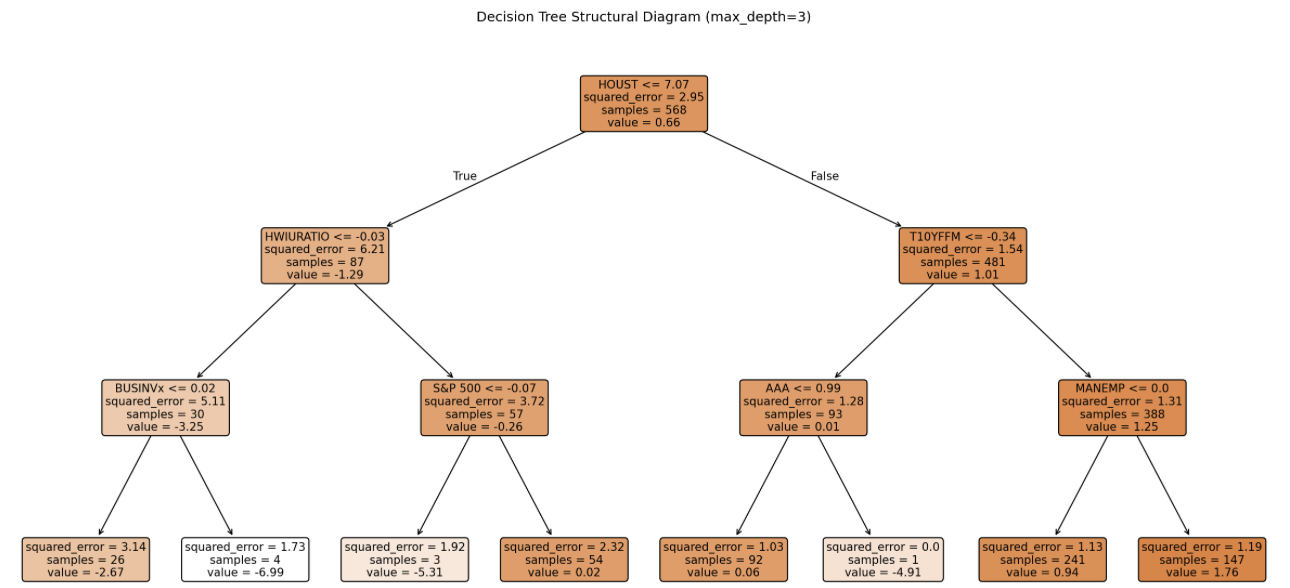 Decision Tree Structural Diagram (max_depth=3)
HOUST <= 7.07
squared_error = 2.95
samples = 568
value = 0.66
True
False
HWIURATIO <= -0.03
squared_error = 6.21
samples = 87
value = -1.29
T10YFFM <= -0.34
squared_error = 1.54
samples = 481
value = 1.01
BUSINVx <= 0.02
squared_error = 5.11
samples = 30
value = -3.25
S&P 500 <= -0.07
squared_error = 3.72
samples = 57
value = -0.26
AAA <= 0.99
squared_error = 1.28
samples = 93
value = 0.01
MANEMP <= 0.0
squared_error = 1.31
samples = 388
value = 1.25
squared_error = 3.14
samples = 26
value = -2.67
squared_error = 1.73
samples = 4
value = -6.99
squared_error = 1.92
samples = 3
value = -5.31
squared_error = 2.32
samples = 54
value = 0.02
squared_error = 1.03
samples = 92
value = 0.06
squared_error = 0.0
samples = 1
value = -4.91
squared_error = 1.13
samples = 241
value = 0.94
squared_error = 1.19
samples = 147
value = 1.76